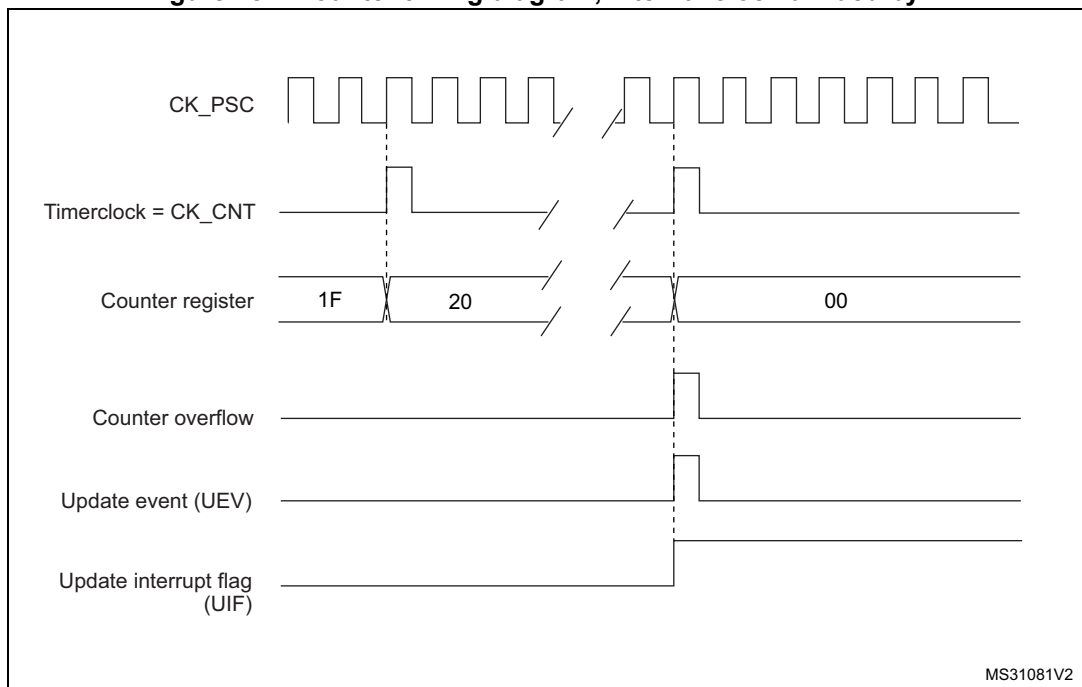 CK_PSC
Timerclock = CK_CNT
Counter register
1F
20
00
Counter overflow
Update event (UEV)
Update interrupt flag
(UIF)
MS31081V2